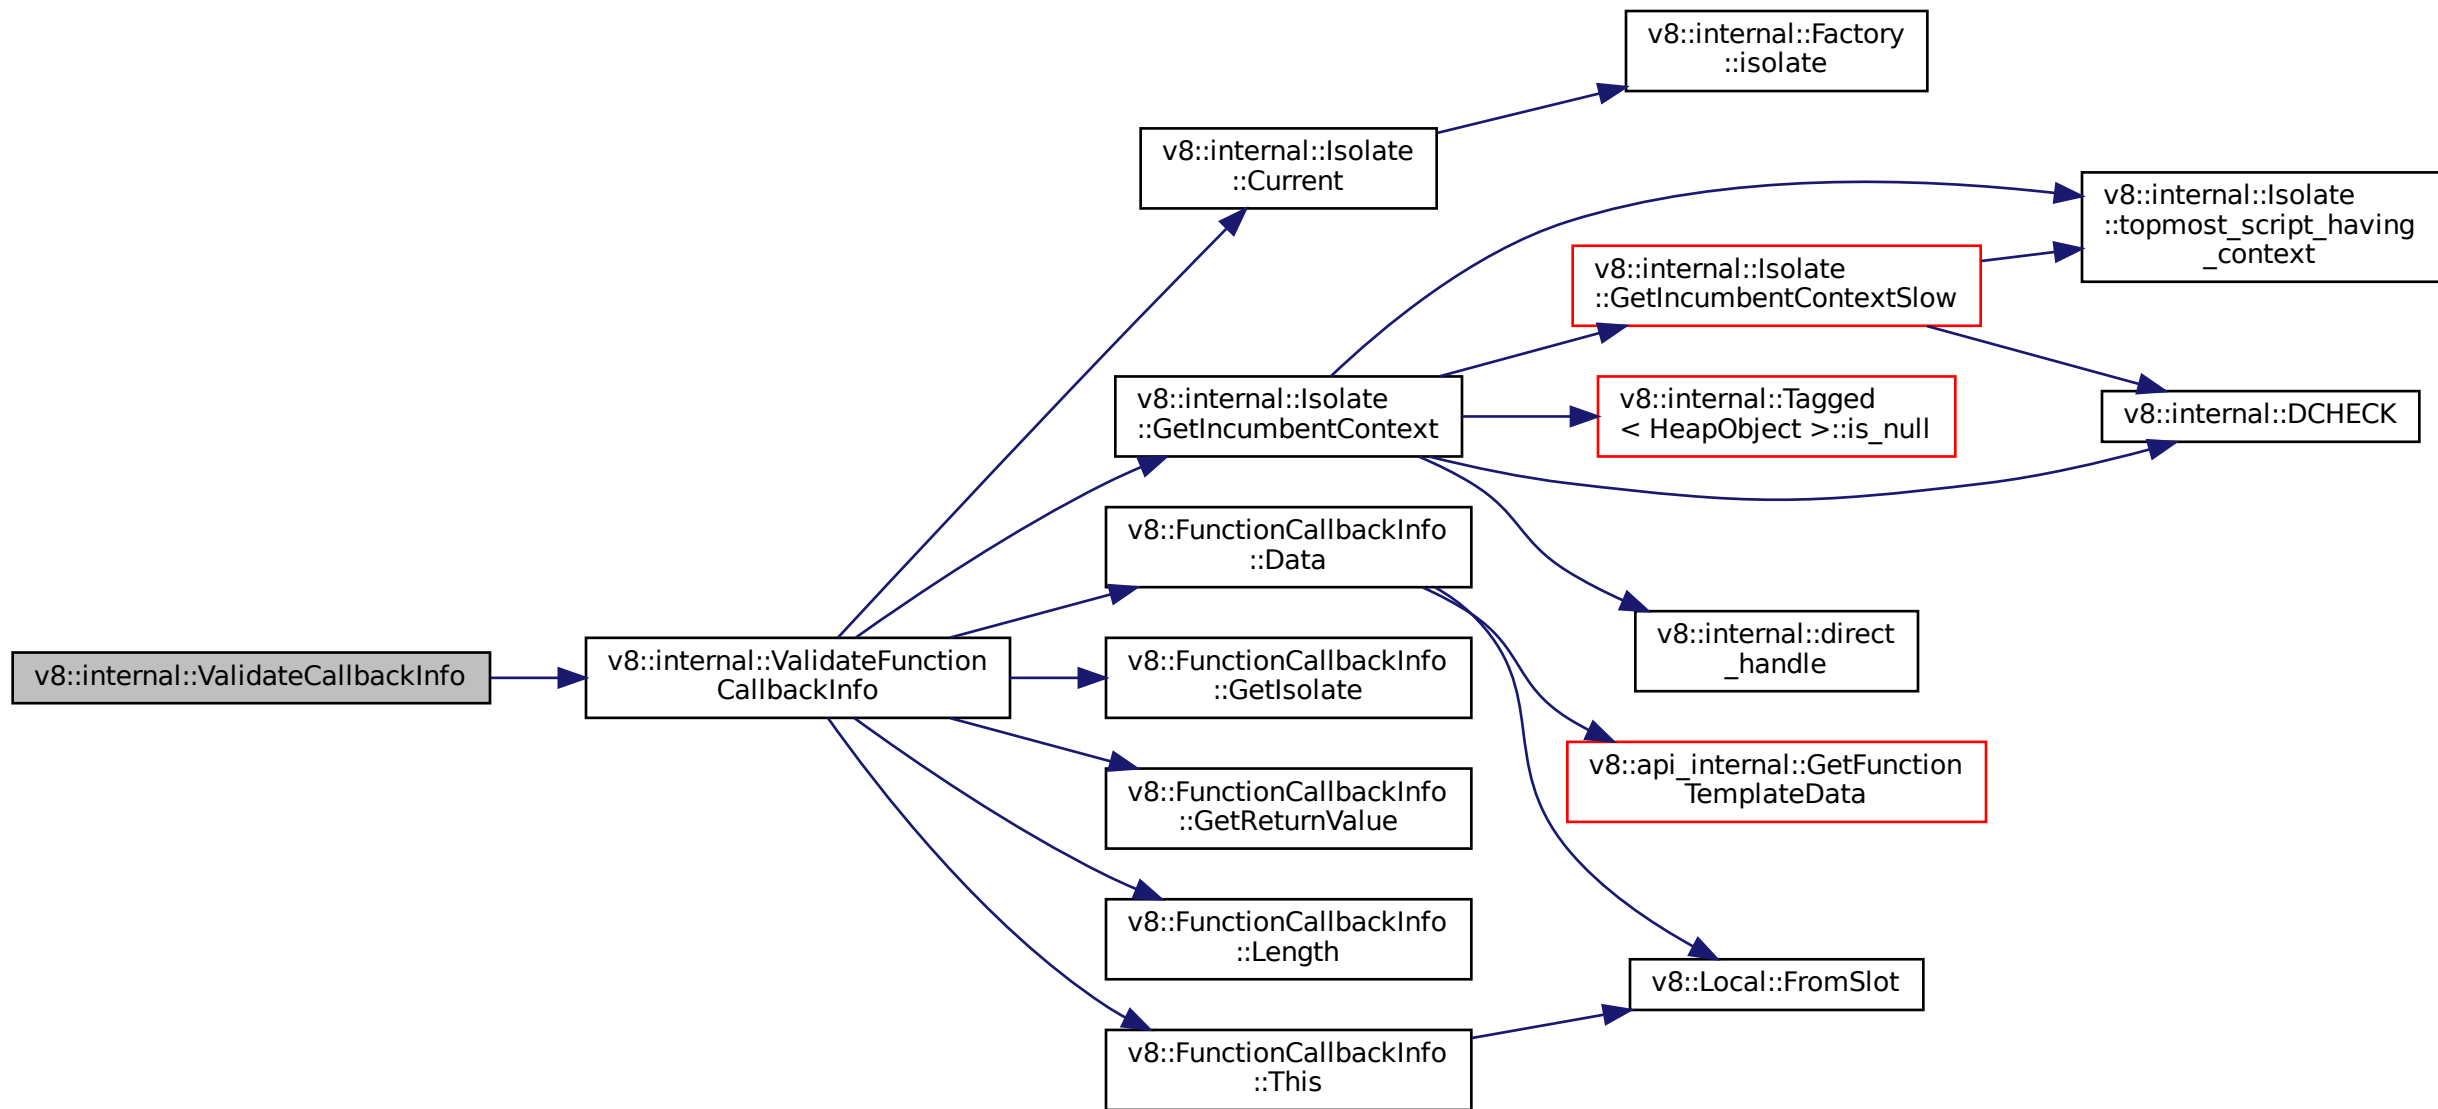 v8::internal::ValidateCallbackInfo
v8::internal::ValidateFunction
CallbackInfo
v8::internal::Isolate
::Current
v8::internal::Isolate
::GetIncumbentContext
v8::FunctionCallbackInfo
::Data
v8::FunctionCallbackInfo
::GetIsolate
v8::FunctionCallbackInfo
::GetReturnValue
v8::FunctionCallbackInfo
::Length
v8::FunctionCallbackInfo
::This
v8::internal::Factory
::isolate
v8::internal::Isolate
::GetIncumbentContextSlow
v8::internal::Tagged
< HeapObject >::is_null
v8::internal::direct
_handle
v8::api_internal::GetFunction
TemplateData
v8::Local::FromSlot
v8::internal::Isolate
::topmost_script_having
_context
v8::internal::DCHECK